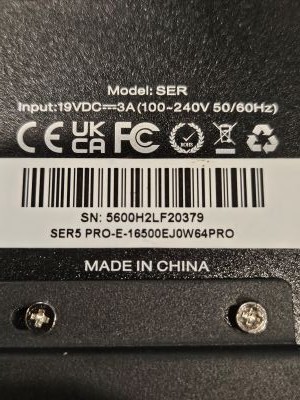 Model: SER
Input:19VDC⎓3A(100~240V 50/60Hz)
CE UK CA FC RoHS
SN: 5600H2LF20379
SER5 PRO-E-16500EJ0W64PRO
MADE IN CHINA